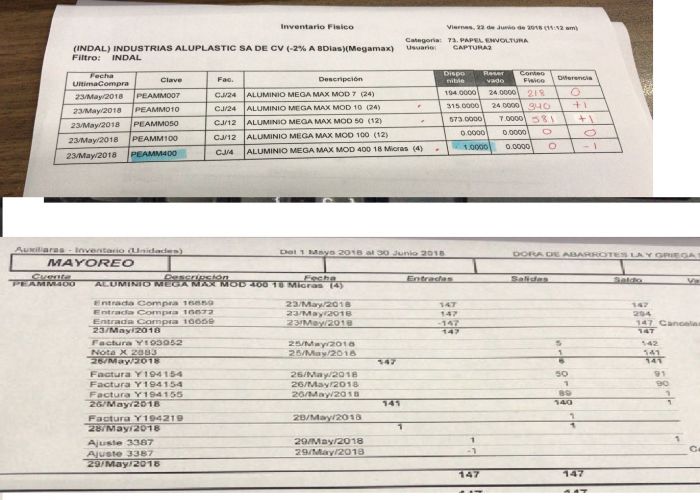 Inventario Fisico
Viernes, 22 de Junio de 2018 (11:12 am)
Categoria: 73. PAPEL ENVOLTURA
(INDAL) INDUSTRIAS ALUPLASTIC SA DE CV (-2% A 8Dias)(Megamax) Usuario: CAPTURA2
Filtro: INDAL
Fecha UltimaCompra Clave Fac. Descripción Dispo nible Reser vado Conteo Fisico Diferencia
23/May/2018 PEAMM007 CJ/24 ALUMINIO MEGA MAX MOD 7 (24) 194.0000 24.0000 218 0
23/May/2018 PEAMM010 CJ/24 ALUMINIO MEGA MAX MOD 10 (24) 315.0000 24.0000 340 +1
23/May/2018 PEAMM050 CJ/12 ALUMINIO MEGA MAX MOD 50 (12) 573.0000 7.0000 581 +1
23/May/2018 PEAMM100 CJ/12 ALUMINIO MEGA MAX MOD 100 (12) 0.0000 0.0000 0 0
23/May/2018 PEAMM400 CJ/4 ALUMINIO MEGA MAX MOD 400 18 Micras (4) 1.0000 0.0000 0 -1
Auxiliares - Inventario (Unidades) Del 1 Mayo 2018 al 30 Junio 2018 DORA DE ABARROTES LA Y GRIEGA
MAYOREO
Cuenta Descripción Fecha Entradas Salidas Saldo
PEAMM400 ALUMINIO MEGA MAX MOD 400 18 Micras (4)
Entrada Compra 16659 23/May/2018 147 147
Entrada Compra 16672 23/May/2018 147 294
Entrada Compra 16659 23/May/2018 -147 147 Cancela
23/May/2018 147 147
Factura Y193952 25/May/2018 5 142
Nota X 2883 25/May/2018 1 141
25/May/2018 147 6 141
Factura Y194154 26/May/2018 50 91
Factura Y194154 26/May/2018 1 90
Factura Y194155 26/May/2018 89 1
26/May/2018 141 140 1
Factura Y194219 28/May/2018 1
28/May/2018 1 1
Ajuste 3387 29/May/2018 1 1
Ajuste 3387 29/May/2018 -1
29/May/2018
147 147